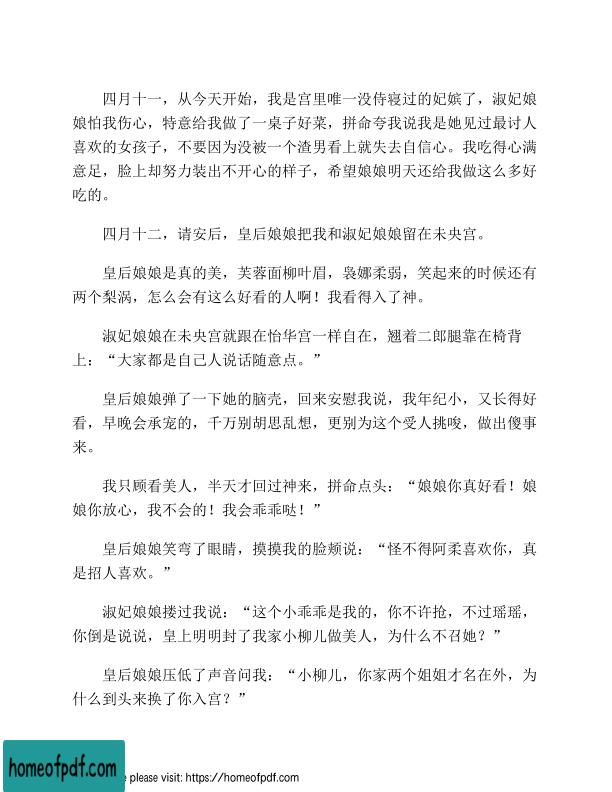 四月十一，从今天开始，我是宫里唯一没侍寝过的妃嫔了，淑妃娘
娘怕我伤心，特意给我做了一桌子好菜，拼命夸我说我是她见过最讨人
喜欢的女孩子，不要因为没被一个渣男看上就失去自信心。我吃得心满
意足，脸上却努力装出不开心的样子，希望娘娘明天还给我做这么多好
吃的。
四月十二，请安后，皇后娘娘把我和淑妃娘娘留在未央宫。
皇后娘娘是真的美，芙蓉面柳叶眉，袅娜柔弱，笑起来的时候还有
两个梨涡，怎么会有这么好看的人啊！我看得入了神。
淑妃娘娘在未央宫就跟在怡华宫一样自在，翘着二郎腿靠在椅背
上：“大家都是自己人说话随意点。”
皇后娘娘弹了一下她的脑壳，回来安慰我说，我年纪小，又长得好
看，早晚会承宠的，千万别胡思乱想，更别为这个受人挑唆，做出傻事
来。
我只顾看美人，半天才回过神来，拼命点头：“娘娘你真好看！娘
娘你放心，我不会的！我会乖乖哒！”
皇后娘娘笑弯了眼睛，摸摸我的脸颊说：“怪不得阿柔喜欢你，真
是招人喜欢。”
淑妃娘娘搂过我说：“这个小乖乖是我的，你不许抢，不过瑶瑶，
你倒是说说，皇上明明封了我家小柳儿做美人，为什么不召她？”
皇后娘娘压低了声音问我：“小柳儿，你家两个姐姐才名在外，为
什么到头来换了你入宫？”
homeofpdf.com
please visit: https://homeofpdf.com